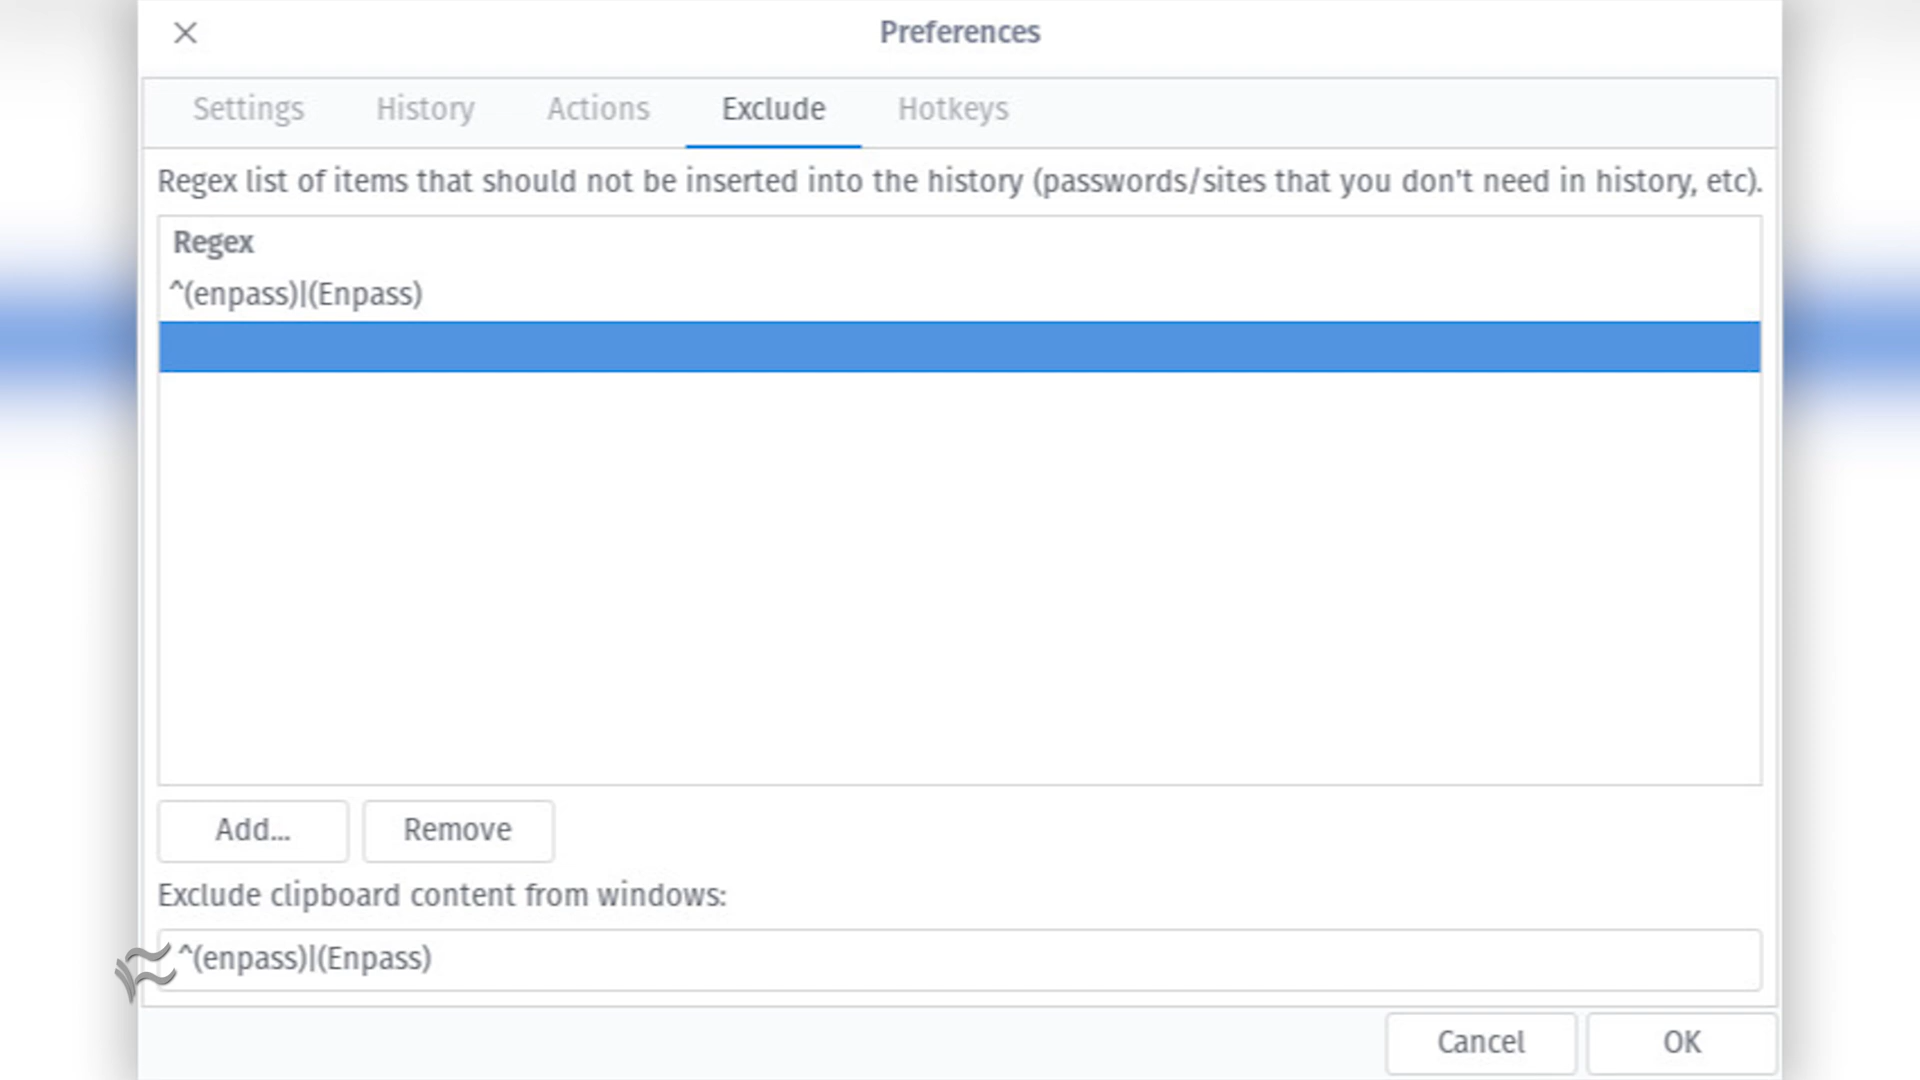 Preferences
Settings History Actions Exclude Hotkeys
Regex list of items that should not be inserted into the history (passwords/sites that you don't need in history, etc).
Regex
^(enpass)|(Enpass)
Add... Remove
Exclude clipboard content from windows:
^(enpass)|(Enpass)
Cancel OK